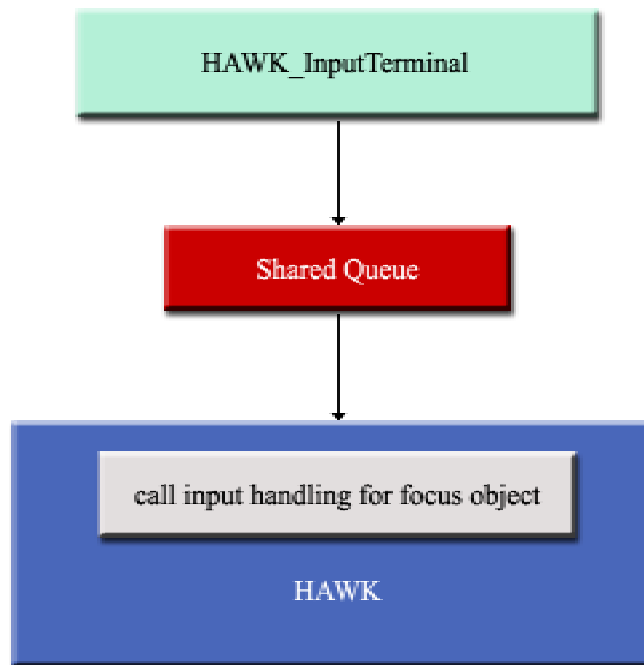 HAWK_InputTerminal
Shared Queue
call input handling for focus object
HAWK